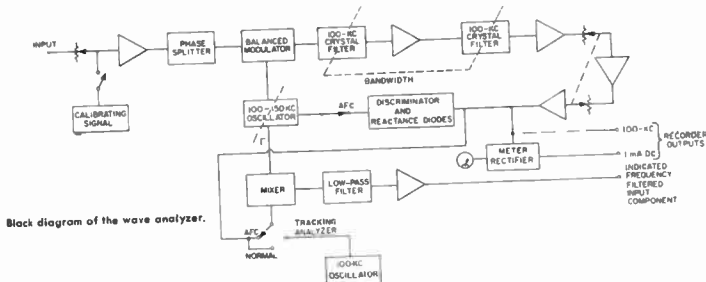 INPUT
PHASE
SPLITTER
BALANCED
MODULATOR
100-KC
CRYSTAL
FILTER
100-KC
CRYSTAL
FILTER
BANDWIDTH
CALIBRATING
SIGNAL
100-150 KC
OSCILLATOR
AFC
DISCRIMINATOR
AND
REACTANCE DIODES
METER
RECTIFIER
100-KC
1 mA DC
RECORDER
OUTPUTS
INDICATED
FREQUENCY
FILTERED
INPUT
COMPONENT
MIXER
LOW-PASS
FILTER
Block diagram of the wave analyzer.
AFC
NORMAL
TRACKING
ANALYZER
100-KC
OSCILLATOR